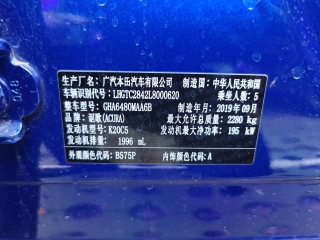 生产厂名: 广汽本田汽车有限公司 制造国: 中华人民共和国
车辆识别代号: LHGTC2842L8000620 乘坐人数: 5
整车型号: GHA6480MAA6B 制造年月: 2019年09月
品牌: 讴歌(ACURA) 最大允许总质量: 2280 kg
发动机型号: K20C5 发动机最大净功率: 195 kW
发动机排量: 1996 mL
外观颜色代码: B575P 内饰颜色代码: A